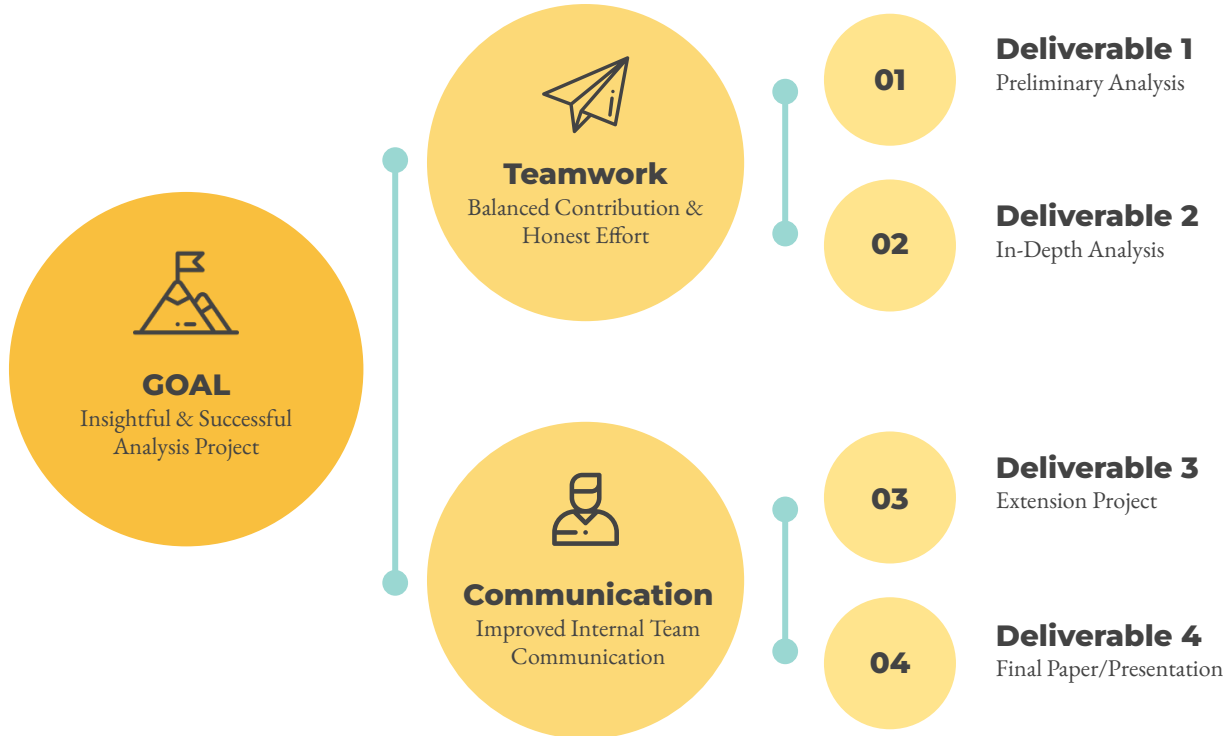 GOAL
Insightful & Successful
Analysis Project
Teamwork
Balanced Contribution &
Honest Effort
01
Deliverable 1
Preliminary Analysis
02
Deliverable 2
In-Depth Analysis
Communication
Improved Internal Team
Communication
03
Deliverable 3
Extension Project
04
Deliverable 4
Final Paper/Presentation